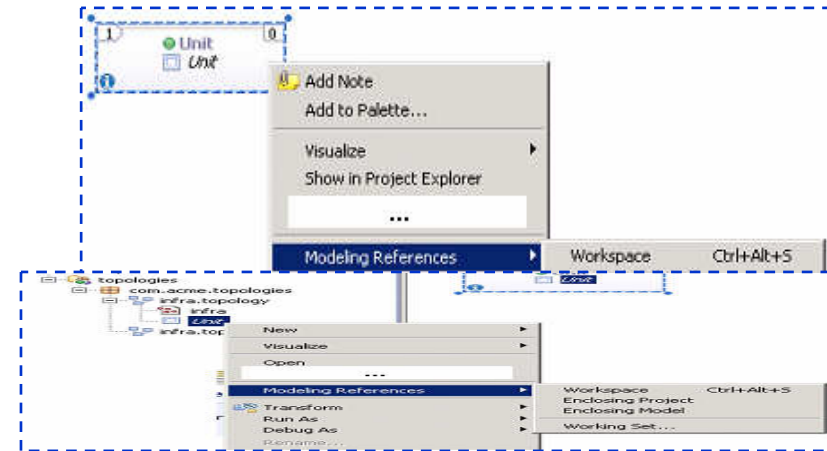 1 0
Unit
Unit
Add Note
Add to Palette...
Visualize
Show in Project Explorer
...
Modeling References
Workspace Ctrl+Alt+S
topologies
com.acme.topologies
infra.topology
infra
Unit
infra.top
Unit
New
Visualize
Open
...
Modeling References
Workspace Ctrl+Alt+S
Enclosing Project
Enclosing Model
Working Set...
Transform
Run As
Debug As
Rename...